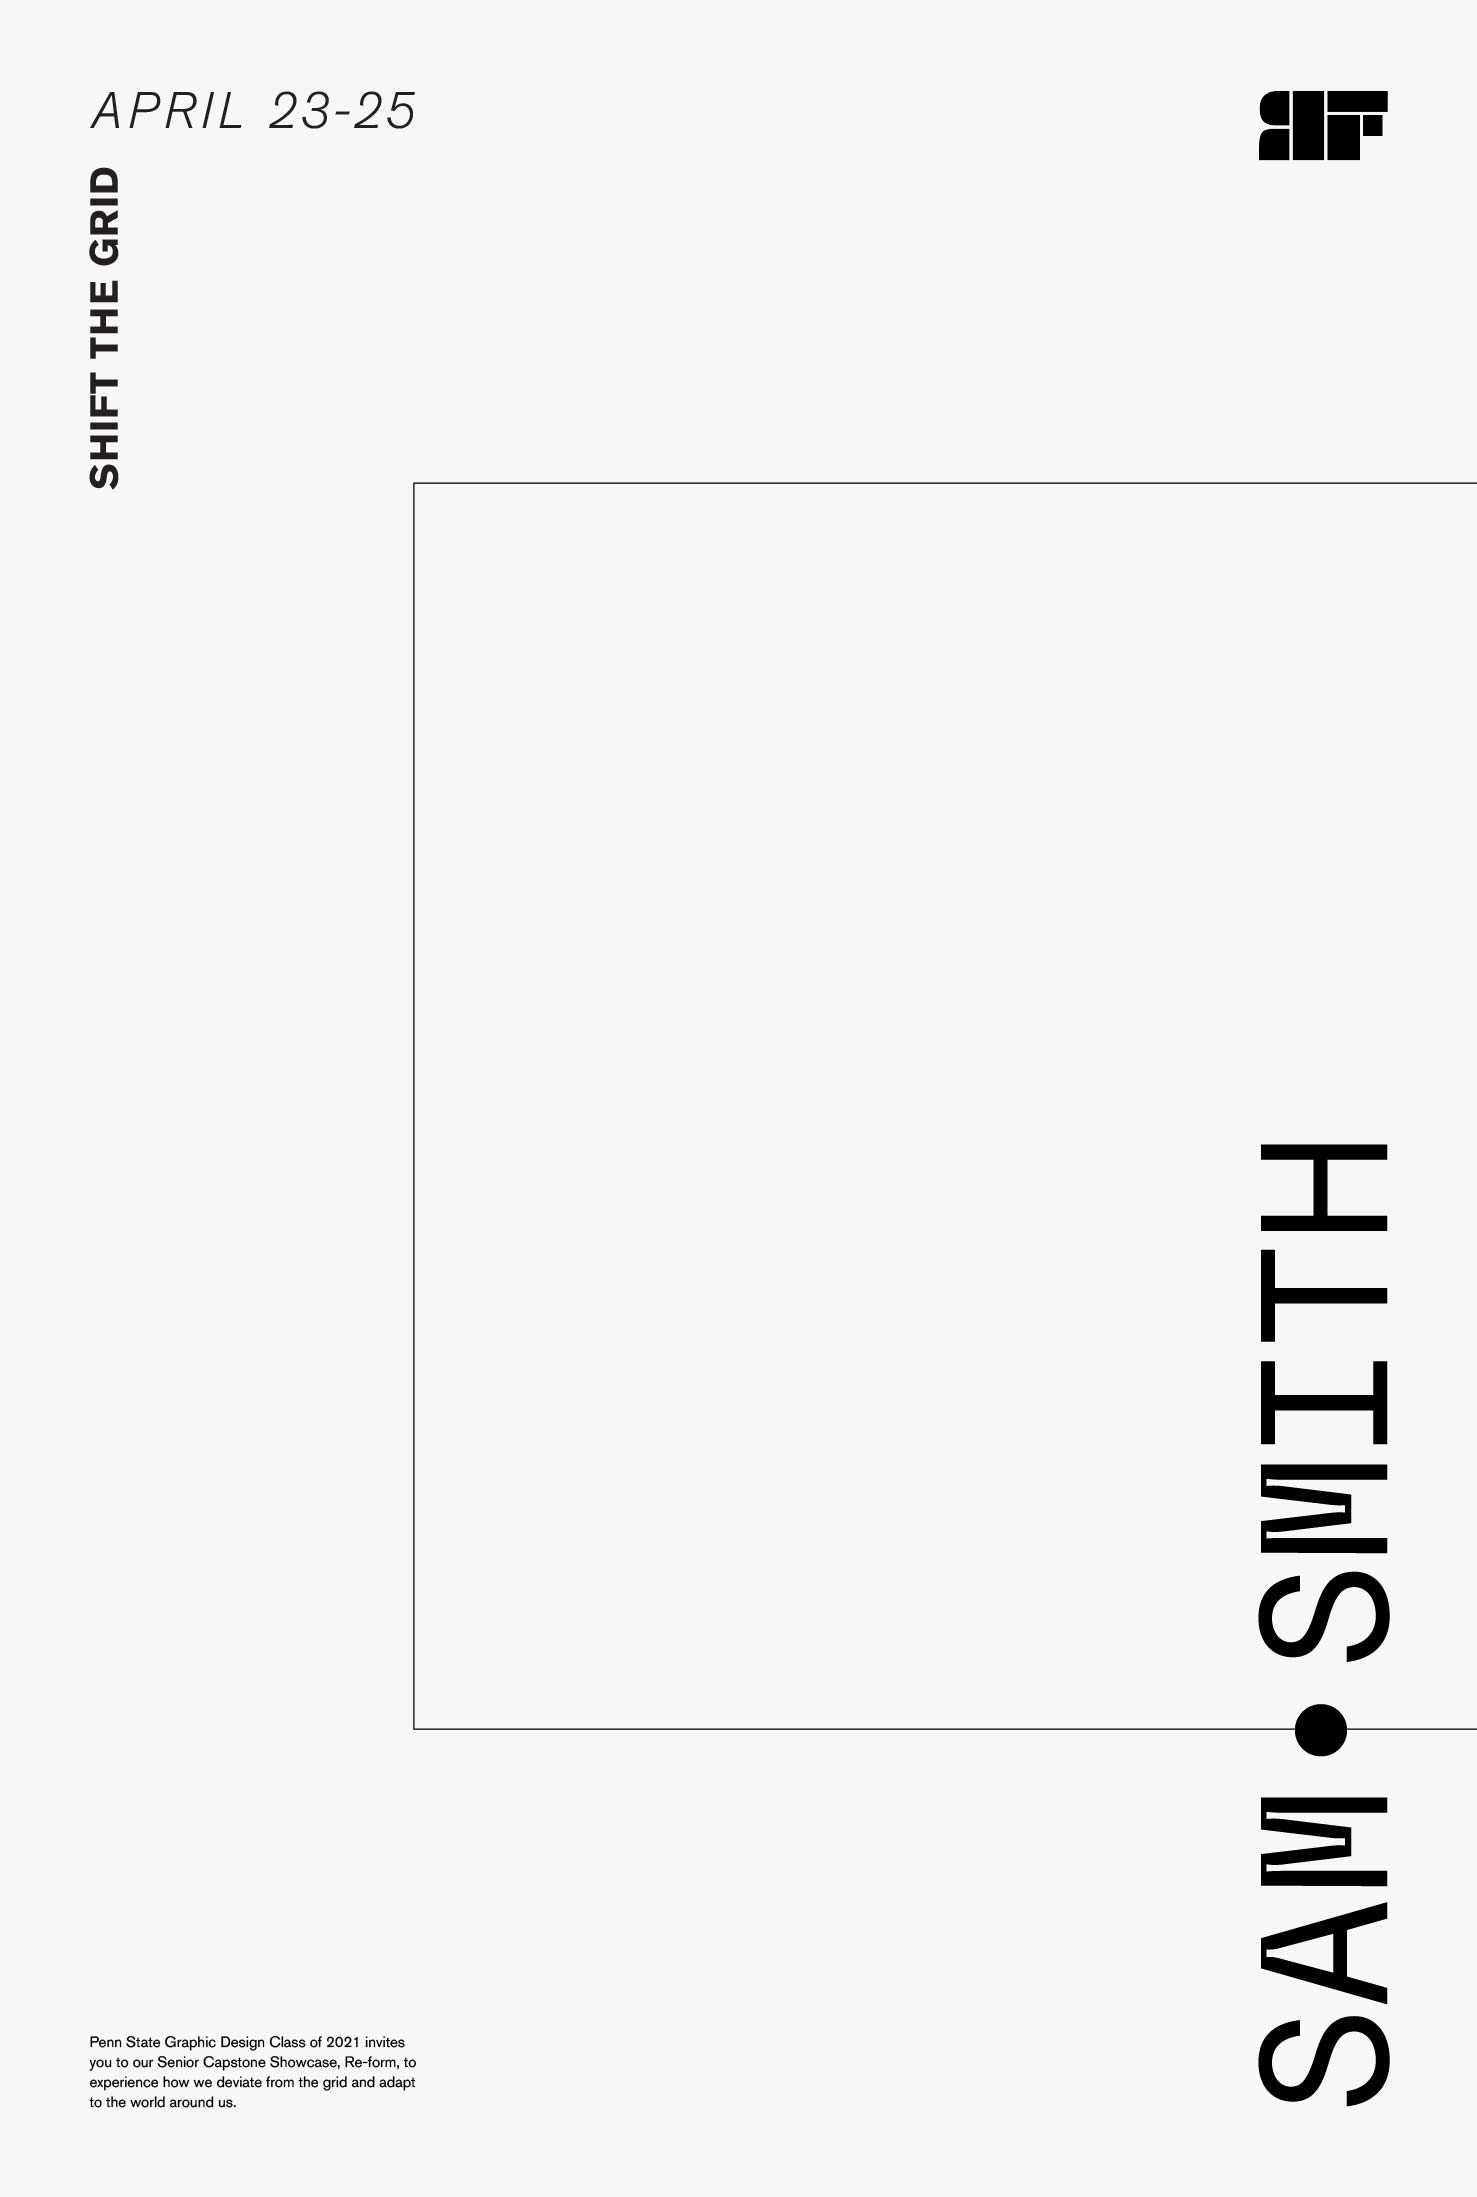 APRIL 23-25
SHIFT THE GRID
SAM•SMITH
Penn State Graphic Design Class of 2021 invites
you to our Senior Capstone Showcase, Re-form, to
experience how we deviate from the grid and adapt
to the world around us.